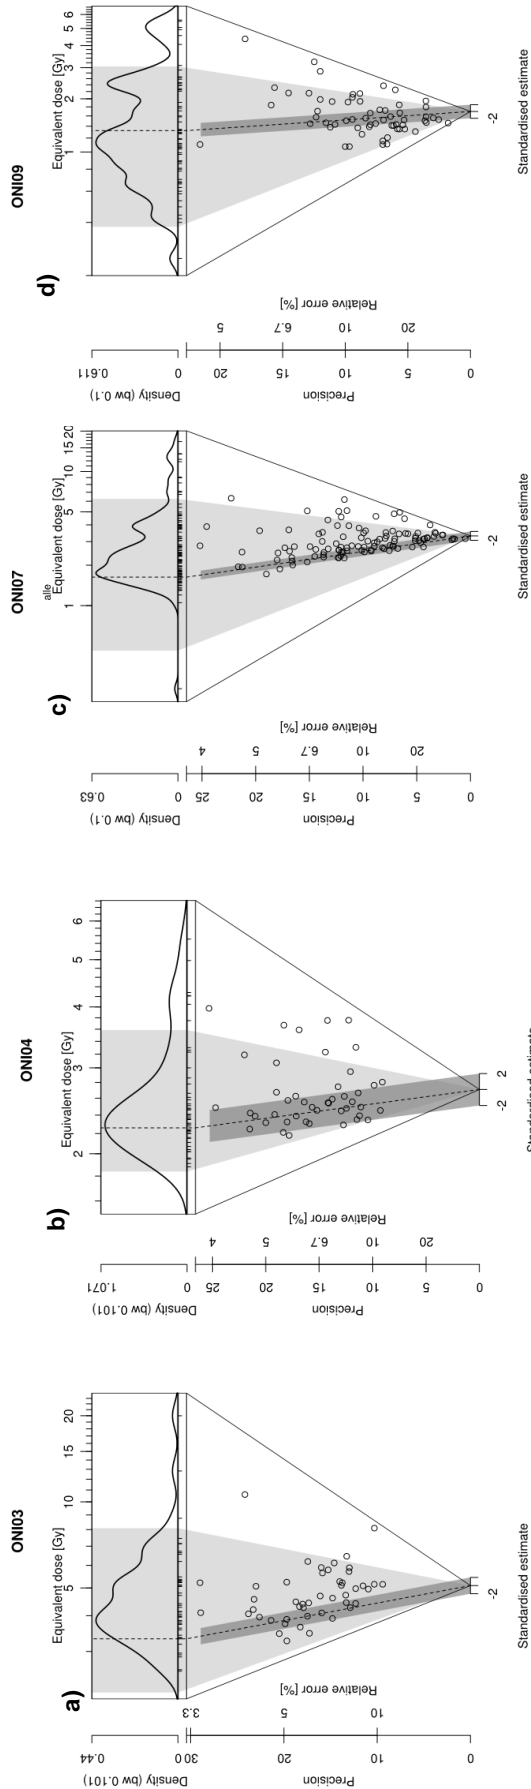 a)
ONI03
Equivalent dose [Gy]
5 10 15 20
0.44
0
Density (bw 0.101)
Precision
30 20 10
Relative error [%]
3.3 5 10
-2
Standardised estimate
b)
ONI04
Equivalent dose [Gy]
2 3 4 5 6
1.071
0
Density (bw 0.101)
Precision
25 20 15 10 5 0
Relative error [%]
4 5 6.7 10 20
-2 2
Standardised estimate
c)
ONI07
alle
Equivalent dose [Gy]
1 5 10 15 20
0.63
0
Density (bw 0.1)
Precision
25 20 15 10 5 0
Relative error [%]
4 5 6.7 10 20
-2
Standardised estimate
d)
ONI09
Equivalent dose [Gy]
1 2 3 4 5 6
0.611
0
Density (bw 0.1)
Precision
20 15 10 5 0
Relative error [%]
5 6.7 10 20
-2
Standardised estimate